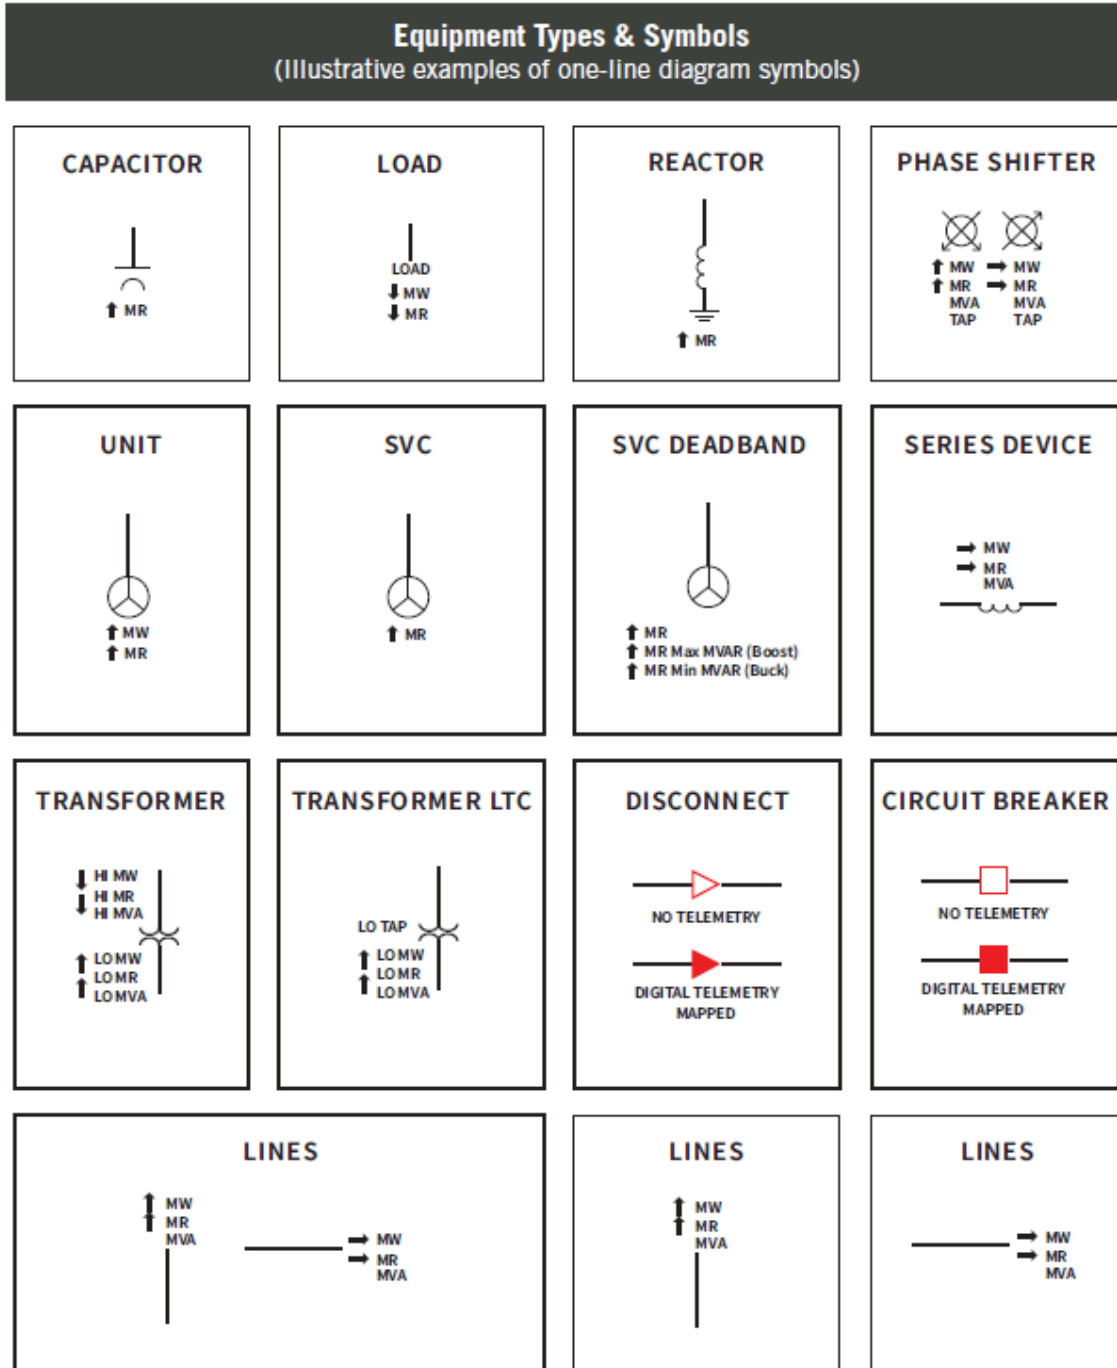 Equipment Types & Symbols
(Illustrative examples of one-line diagram symbols)
CAPACITOR
MR
LOAD
LOAD
MW
MR
REACTOR
MR
PHASE SHIFTER
MW
MR
MVA
TAP
MW
MR
MVA
TAP
UNIT
MW
MR
SVC
MR
SVC DEADBAND
MR
MR Max MVAR (Boost)
MR Min MVAR (Buck)
SERIES DEVICE
MW
MR
MVA
TRANSFORMER
HI MW
HI MR
HI MVA
LO MW
LO MR
LO MVA
TRANSFORMER LTC
LO TAP
LO MW
LO MR
LO MVA
DISCONNECT
NO TELEMETRY
DIGITAL TELEMETRY
MAPPED
CIRCUIT BREAKER
NO TELEMETRY
DIGITAL TELEMETRY
MAPPED
LINES
MW
MR
MVA
MW
MR
MVA
LINES
MW
MR
MVA
LINES
MW
MR
MVA